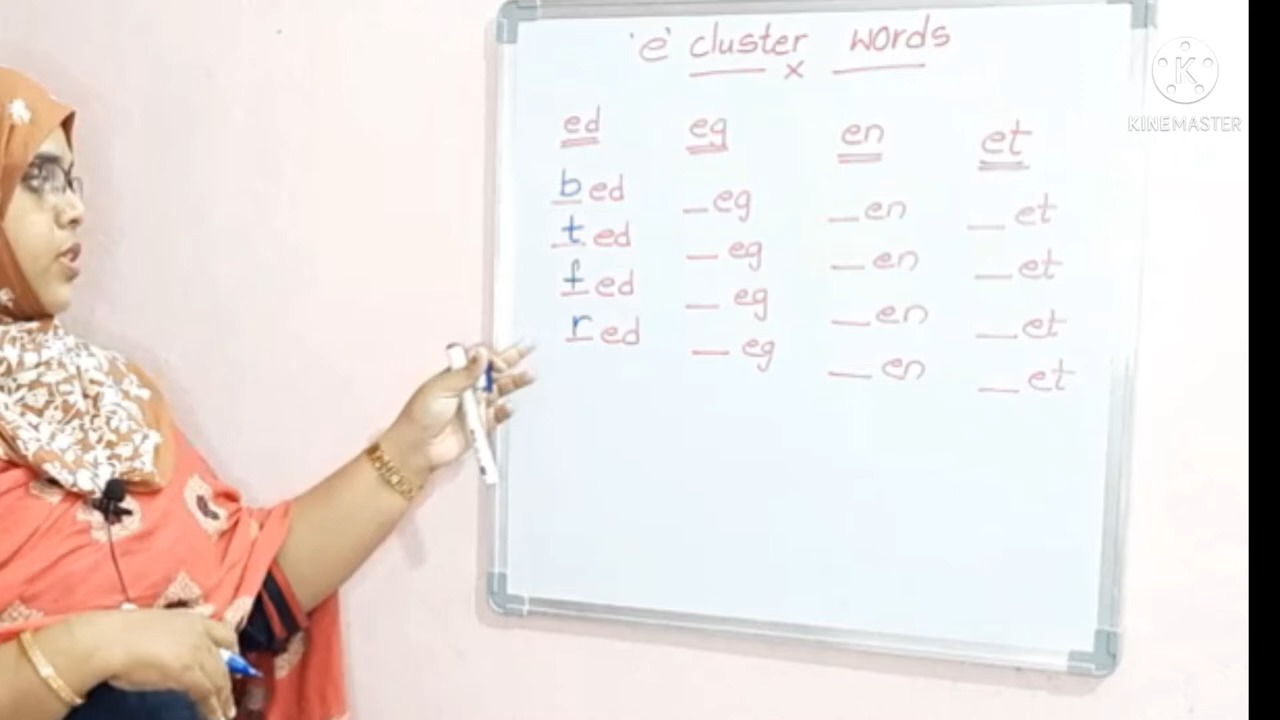 'e' cluster words
x
ed eg en et
bed _eg _en _et
ted _eg _en _et
fed _eg _en _et
red _eg _en _et
K
KINEMASTER